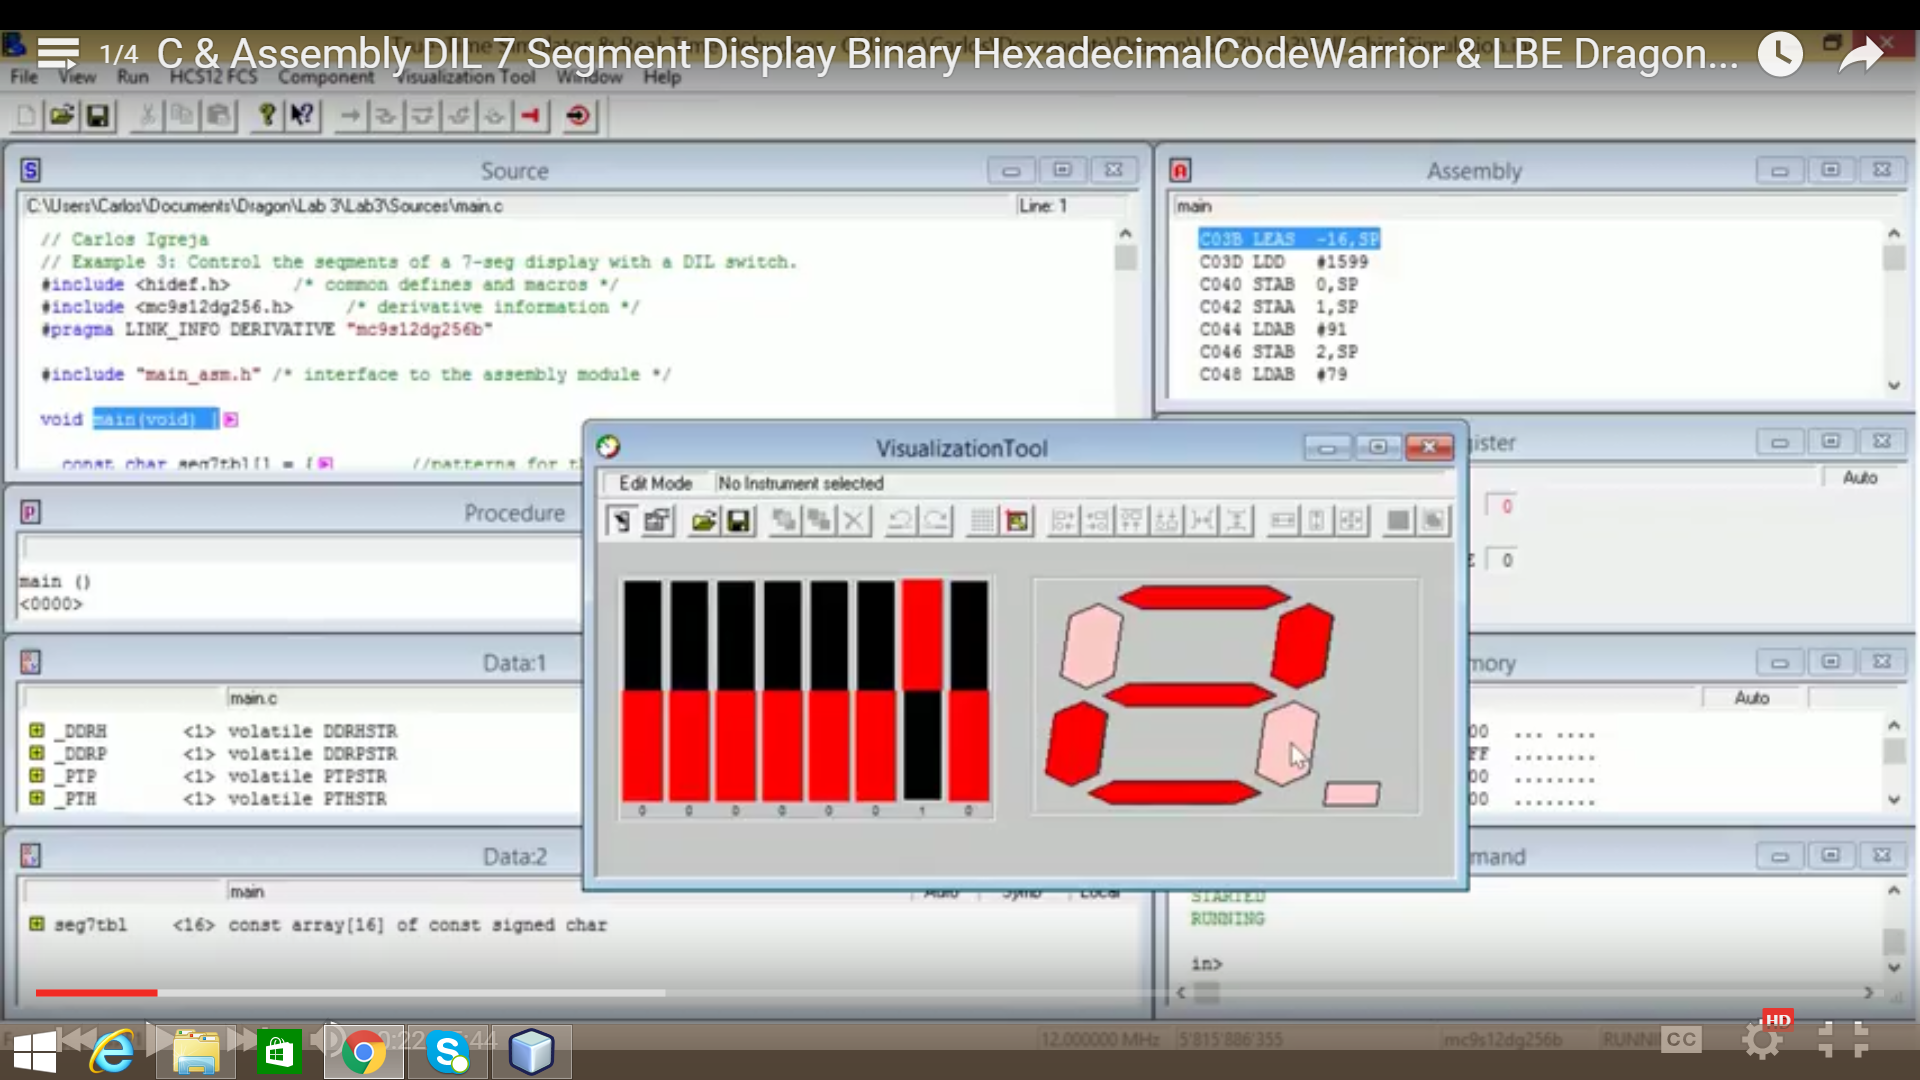 1/4 C & Assembly DIL 7 Segment Display Binary HexadecimalCodeWarrior & LBE Dragon...
File View Run HCS12 FCS Component Visualization Tool Window Help
Source
C:\Users\Carlos\Documents\Dragon\Lab 3\Lab3\Sources\main.c Line: 1
// Carlos Igreja
// Example 3: Control the segments of a 7-seg display with a DIL switch.
#include <hidef.h> /* common defines and macros */
#include <mc9s12dg256.h> /* derivative information */
#pragma LINK_INFO DERIVATIVE "mc9s12dg256b"
#include "main_asm.h" /* interface to the assembly module */
void main(void) {
const char seg7tbl[] = { //patterns for t
Assembly
main
C03B LEAS -16,SP
C03D LDD #1599
C040 STAB 0,SP
C042 STAA 1,SP
C044 LDAB #91
C046 STAB 2,SP
C048 LDAB #79
Procedure
main ()
<0000>
VisualizationTool
Edit Mode No Instrument selected
0 0 0 0 0 0 1 0
gister
Auto
0
E 0
Data:1
main.c
_DDRH <1> volatile DDRHSTR
_DDRP <1> volatile DDRPSTR
_PTP <1> volatile PTPSTR
_PTH <1> volatile PTHSTR
mory
Auto
00 ... ....
FF ........
00 ........
00 ........
Data:2
main Auto Symb Local
seg7tbl <16> const array[16] of const signed char
mand
STARTED
RUNNING
in>
12.000000 MHz 5'815'886'355 mc9s12dg256b RUNNI
CC
HD